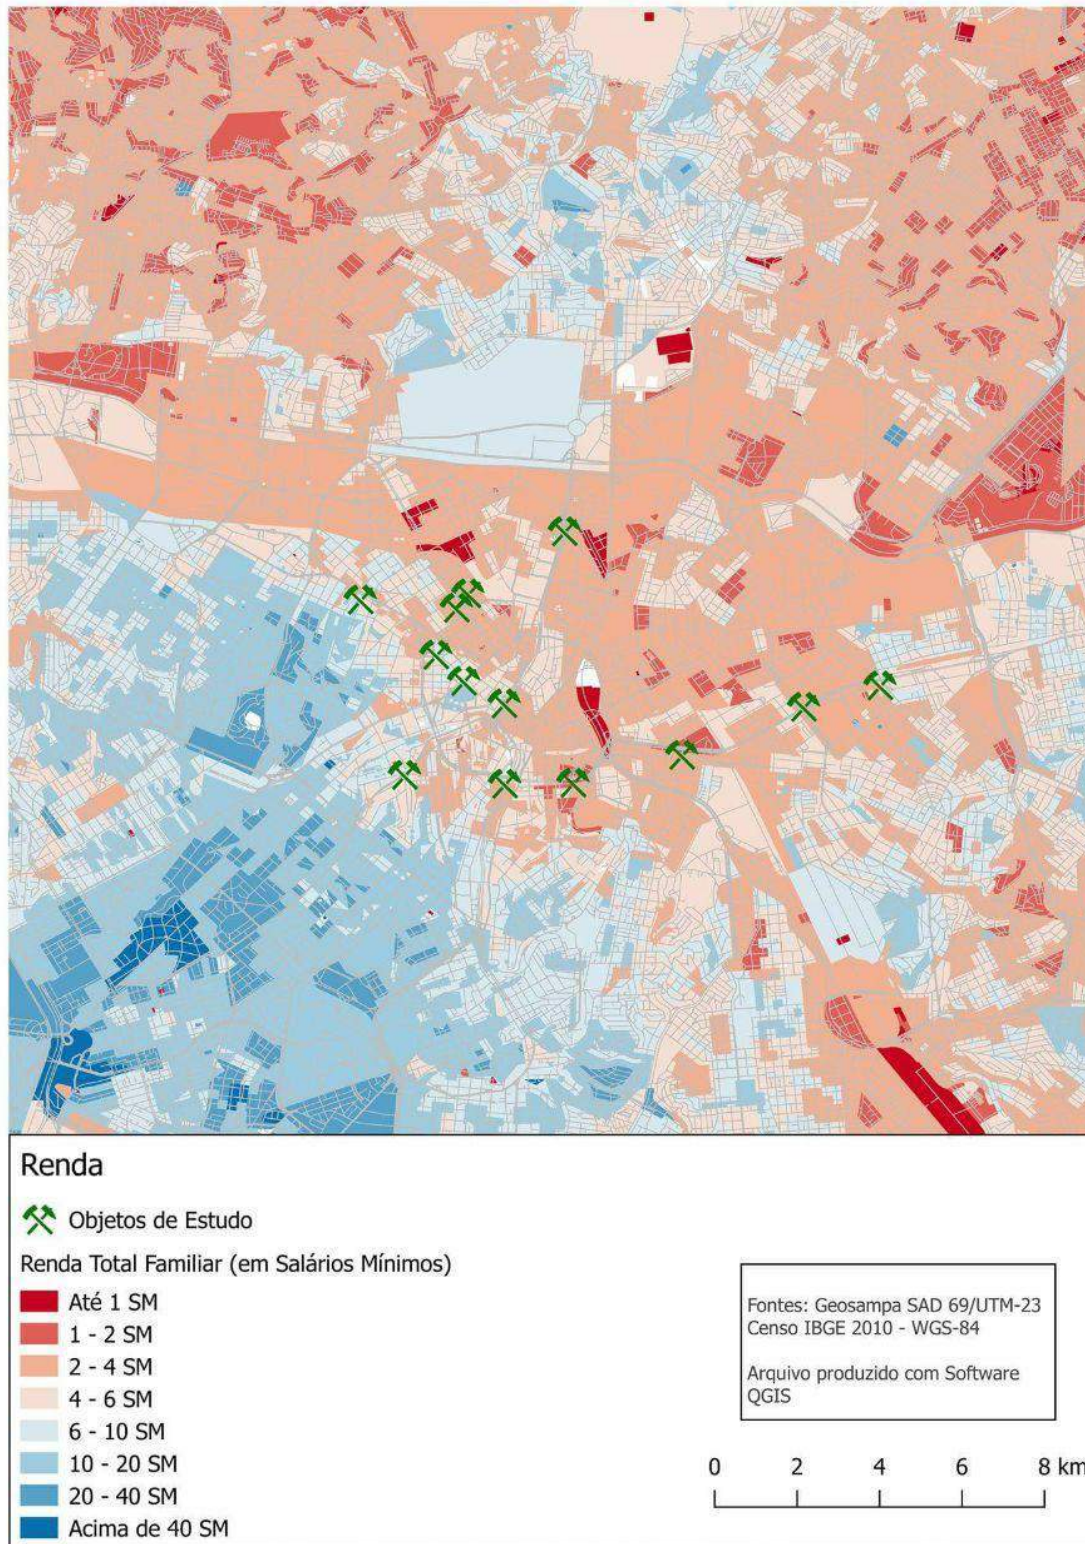 Renda
Objetos de Estudo
Renda Total Familiar (em Salários Mínimos)
Até 1 SM
1 - 2 SM
2 - 4 SM
4 - 6 SM
6 - 10 SM
10 - 20 SM
20 - 40 SM
Acima de 40 SM
Fontes: Geosampa SAD 69/UTM-23
Censo IBGE 2010 - WGS-84
Arquivo produzido com Software
QGIS
0 2 4 6 8 km